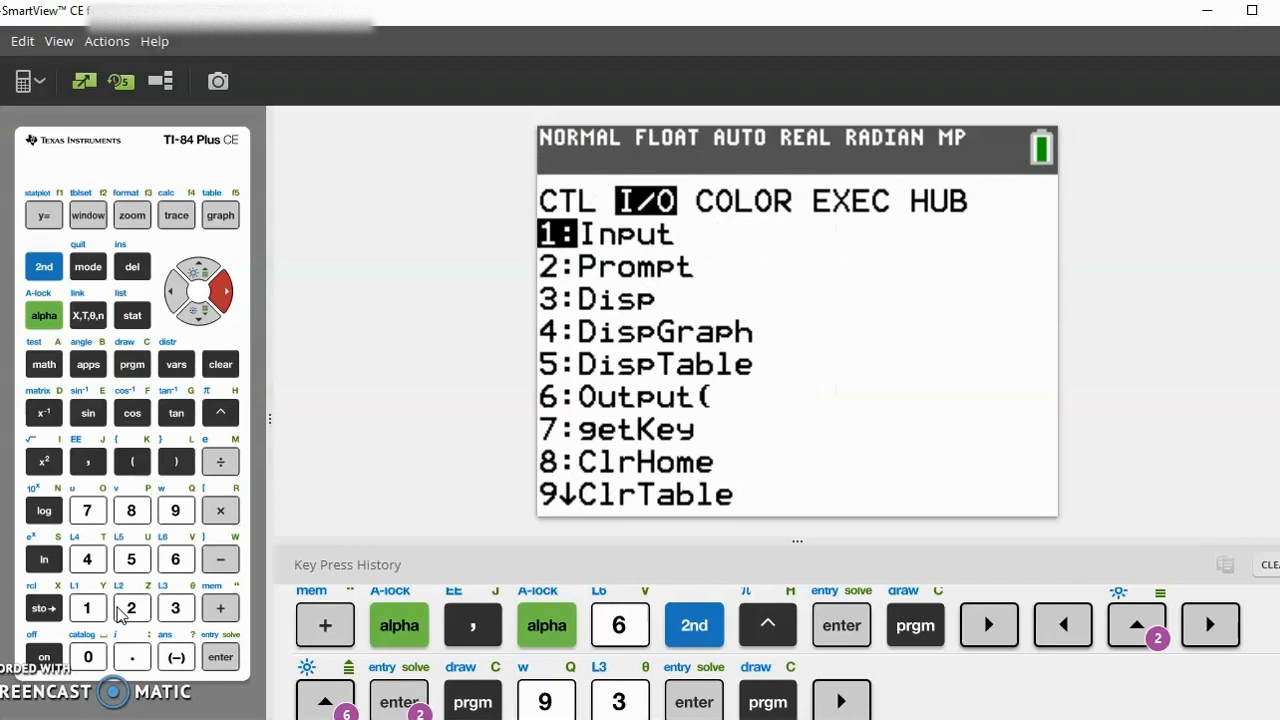 -SmartView™ CE f
Edit View Actions Help
TEXAS INSTRUMENTS TI-84 Plus CE
statplot f1 tblset f2 format f3 calc f4 table f5
y= window zoom trace graph
quit ins
2nd mode del
A-lock link list
alpha X,T,θ,n stat
test A angle B draw C distr
math apps prgm vars clear
matrix D sin⁻¹ E cos⁻¹ F tan⁻¹ G π H
x⁻¹ sin cos tan ^
√ I EE J { K } L e M
x² , ( ) ÷
10ˣ N u O v P w Q [ R
log 7 8 9 ×
eˣ S L4 T L5 U L6 V ] W
ln 4 5 6 −
rcl X L1 Y L2 Z L3 θ mem "
sto→ 1 2 3 +
off catalog ⎵ i : ans ? entry solve
on 0 . (−) enter
ORDED WITH
REENCAST MATIC
NORMAL FLOAT AUTO REAL RADIAN MP
CTL I/O COLOR EXEC HUB
1:Input
2:Prompt
3:Disp
4:DispGraph
5:DispTable
6:Output(
7:getKey
8:ClrHome
9↓ClrTable
Key Press History CLEA
mem " A-lock EE J A-lock L6 V π H entry solve draw C
+ alpha , alpha 6 2nd ^ enter prgm 2
entry solve w Q L3 θ entry solve draw C
6 enter 2 prgm 9 3 enter prgm